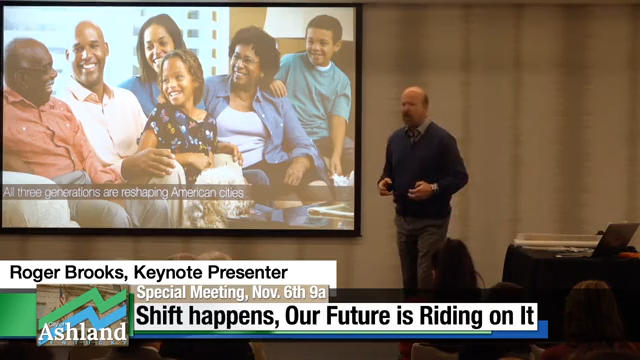 All three generations are reshaping American cities
Roger Brooks, Keynote Presenter
Special Meeting, Nov. 6th 9a
Shift happens, Our Future is Riding on It
Ashland